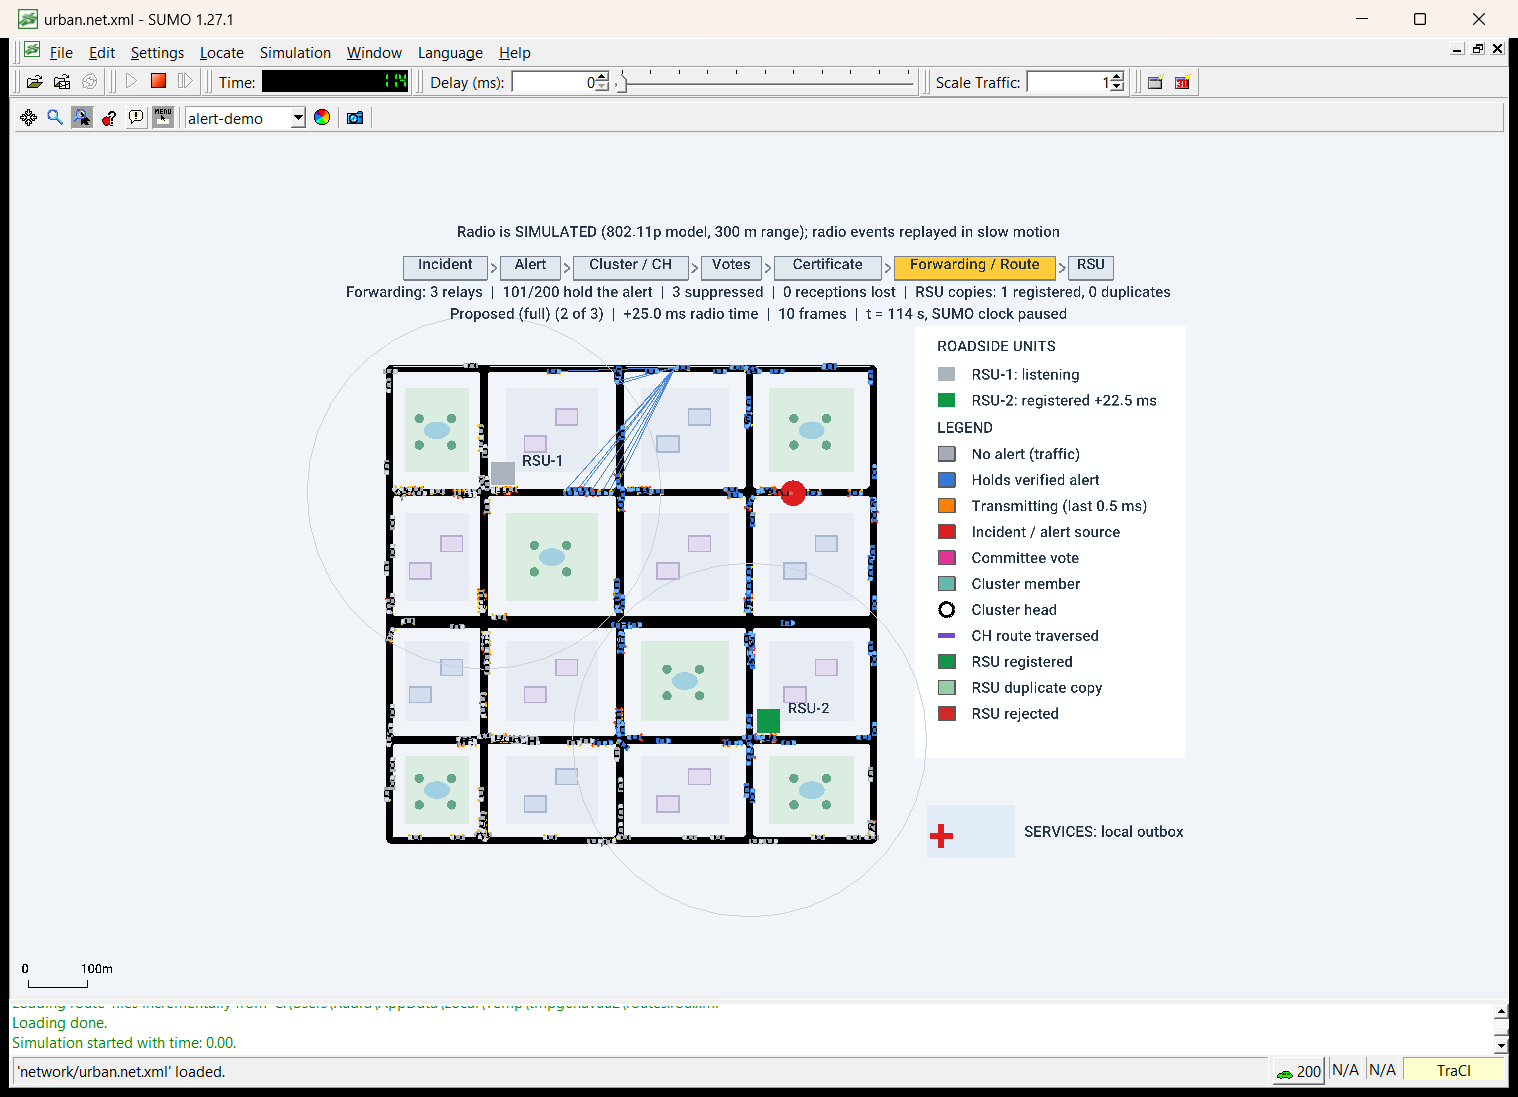 urban.net.xml - SUMO 1.27.1
File Edit Settings Locate Simulation Window Language Help
Time: 114 Delay (ms): 0 Scale Traffic: 1
MENU alert-demo
Radio is SIMULATED (802.11p model, 300 m range); radio events replayed in slow motion
Incident > Alert > Cluster / CH > Votes > Certificate > Forwarding / Route > RSU
Forwarding: 3 relays | 101/200 hold the alert | 3 suppressed | 0 receptions lost | RSU copies: 1 registered, 0 duplicates
Proposed (full) (2 of 3) | +25.0 ms radio time | 10 frames | t = 114 s, SUMO clock paused
RSU-1
RSU-2
ROADSIDE UNITS
RSU-1: listening
RSU-2: registered +22.5 ms
LEGEND
No alert (traffic)
Holds verified alert
Transmitting (last 0.5 ms)
Incident / alert source
Committee vote
Cluster member
Cluster head
CH route traversed
RSU registered
RSU duplicate copy
RSU rejected
SERVICES: local outbox
0 100m
Loading done.
Simulation started with time: 0.00.
'network/urban.net.xml' loaded.
200 N/A N/A TraCI